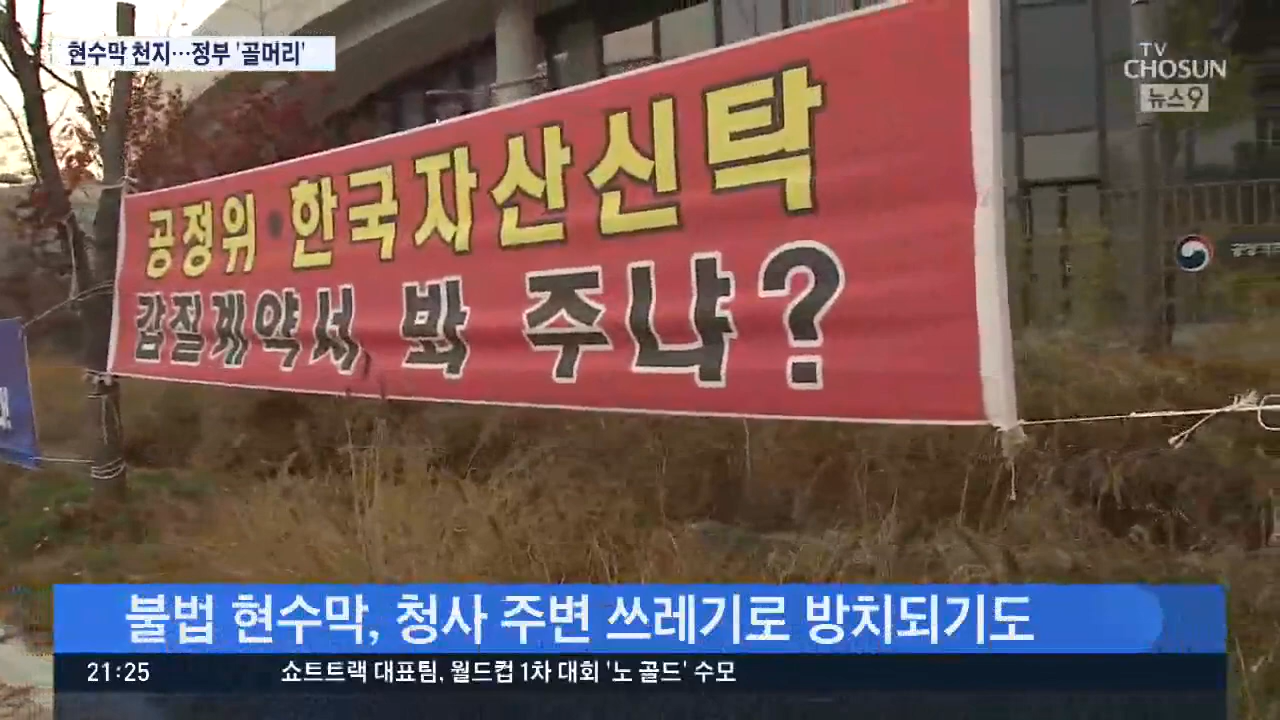 현수막 천지…정부 '골머리'
TV
CHOSUN
뉴스9
공정위·한국자산신탁
갑질계약서, 봐 주냐?
불법 현수막, 청사 주변 쓰레기로 방치되기도
21:25 쇼트트랙 대표팀, 월드컵 1차 대회 '노 골드' 수모